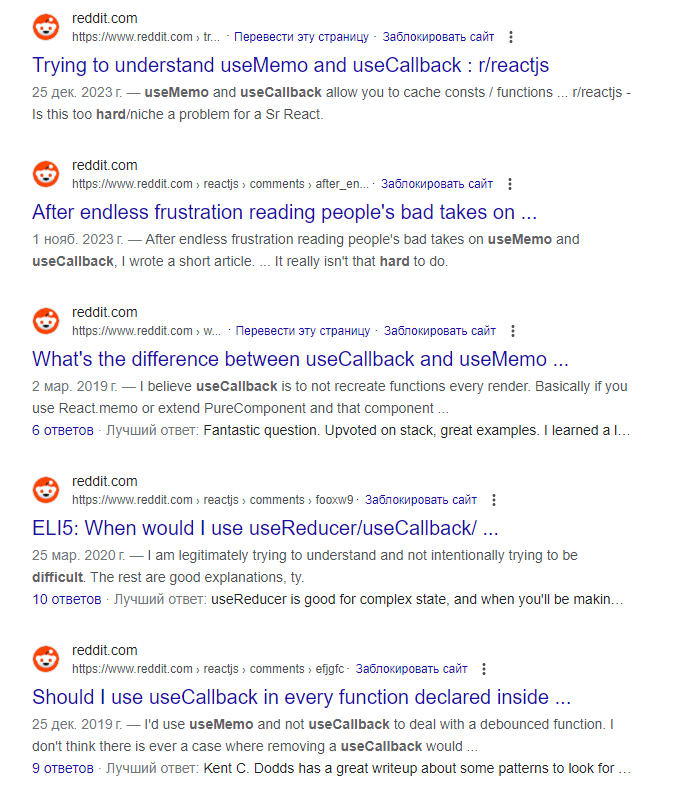 reddit.com
https://www.reddit.com › tr... · Перевести эту страницу · Заблокировать сайт
Trying to understand useMemo and useCallback : r/reactjs
25 дек. 2023 г. — useMemo and useCallback allow you to cache consts / functions ... r/reactjs -
Is this too hard/niche a problem for a Sr React.
reddit.com
https://www.reddit.com › reactjs › comments › after_en... · Заблокировать сайт
After endless frustration reading people's bad takes on ...
1 нояб. 2023 г. — After endless frustration reading people's bad takes on useMemo and
useCallback, I wrote a short article. ... It really isn't that hard to do.
reddit.com
https://www.reddit.com › w... · Перевести эту страницу · Заблокировать сайт
What's the difference between useCallback and useMemo ...
2 мар. 2019 г. — I believe useCallback is to not recreate functions every render. Basically if you
use React.memo or extend PureComponent and that component ...
6 ответов · Лучший ответ: Fantastic question. Upvoted on stack, great examples. I learned a l...
reddit.com
https://www.reddit.com › reactjs › comments › fooxw9 · Заблокировать сайт
ELI5: When would I use useReducer/useCallback/ ...
25 мар. 2020 г. — I am legitimately trying to understand and not intentionally trying to be
difficult. The rest are good explanations, ty.
10 ответов · Лучший ответ: useReducer is good for complex state, and when you'll be makin...
reddit.com
https://www.reddit.com › reactjs › comments › efjgfc · Заблокировать сайт
Should I use useCallback in every function declared inside ...
25 дек. 2019 г. — I'd use useMemo and not useCallback to deal with a debounced function. I
don't think there is ever a case where removing a useCallback would ...
9 ответов · Лучший ответ: Kent C. Dodds has a great writeup about some patterns to look for ...